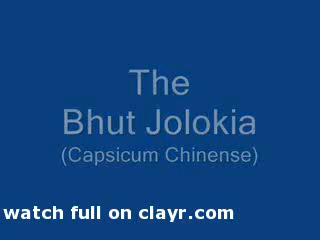 The
Bhut Jolokia
(Capsicum Chinense)
watch full on clayr.com